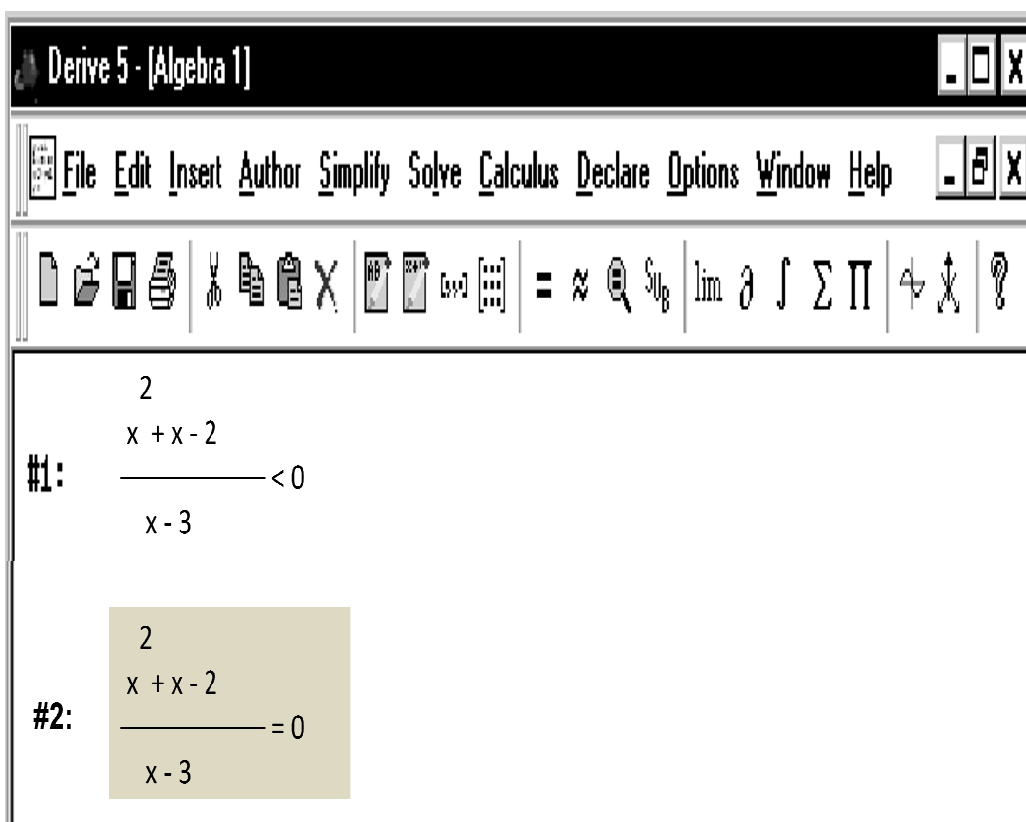 Derive 5 - [Algebra 1]
File Edit Insert Author Simplify Solve Calculus Declare Options Window Help
lim ∂ ∫ ∑ ∏
2
x + x - 2
#1: < 0
x - 3
2
x + x - 2
#2: = 0
x - 3